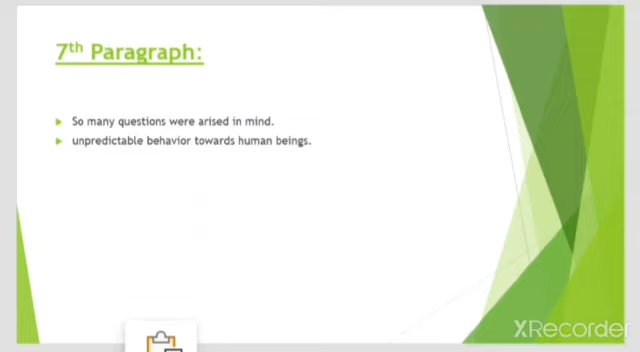 7th Paragraph:
So many questions were arised in mind.
unpredictable behavior towards human beings.
XRecorder